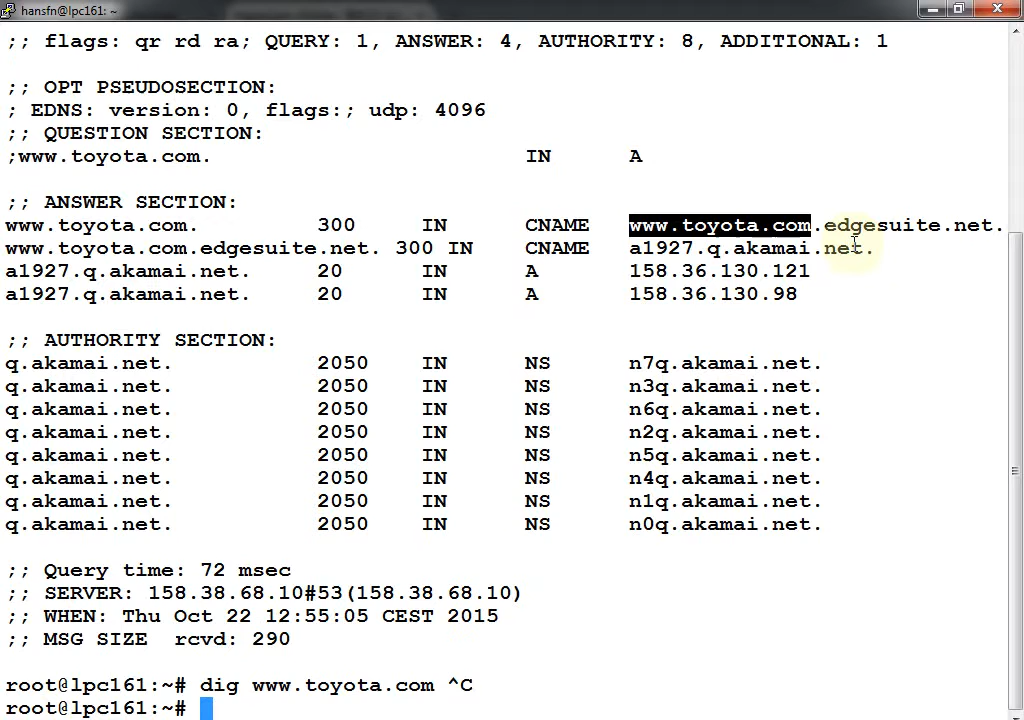 hansfn@lpc161: ~
;; flags: qr rd ra; QUERY: 1, ANSWER: 4, AUTHORITY: 8, ADDITIONAL: 1
;; OPT PSEUDOSECTION:
; EDNS: version: 0, flags:; udp: 4096
;; QUESTION SECTION:
;www.toyota.com. IN A
;; ANSWER SECTION:
www.toyota.com. 300 IN CNAME www.toyota.com.edgesuite.net.
www.toyota.com.edgesuite.net. 300 IN CNAME a1927.q.akamai.net.
a1927.q.akamai.net. 20 IN A 158.36.130.121
a1927.q.akamai.net. 20 IN A 158.36.130.98
;; AUTHORITY SECTION:
q.akamai.net. 2050 IN NS n7q.akamai.net.
q.akamai.net. 2050 IN NS n3q.akamai.net.
q.akamai.net. 2050 IN NS n6q.akamai.net.
q.akamai.net. 2050 IN NS n2q.akamai.net.
q.akamai.net. 2050 IN NS n5q.akamai.net.
q.akamai.net. 2050 IN NS n4q.akamai.net.
q.akamai.net. 2050 IN NS n1q.akamai.net.
q.akamai.net. 2050 IN NS n0q.akamai.net.
;; Query time: 72 msec
;; SERVER: 158.38.68.10#53(158.38.68.10)
;; WHEN: Thu Oct 22 12:55:05 CEST 2015
;; MSG SIZE rcvd: 290
root@lpc161:~# dig www.toyota.com ^C
root@lpc161:~#